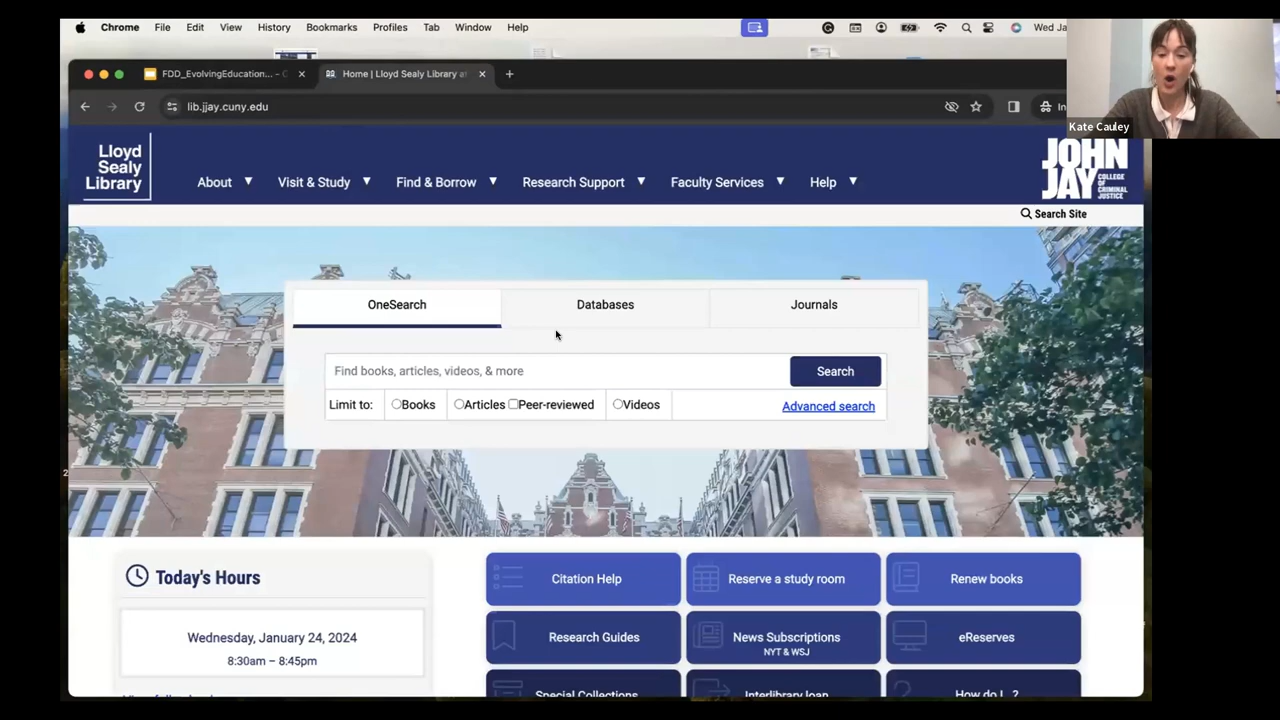 Chrome File Edit View History Bookmarks Profiles Tab Window Help Wed Ja
FDD_EvolvingEducation... - C
Home | Lloyd Sealy Library at
lib.jjay.cuny.edu
In
Kate Cauley
Lloyd
Sealy
Library
About Visit & Study Find & Borrow Research Support Faculty Services Help
JOHN
JAY
COLLEGE
OF
CRIMINAL
JUSTICE
Search Site
OneSearch Databases Journals
Find books, articles, videos, & more Search
Limit to: Books Articles Peer-reviewed Videos Advanced search
Today's Hours
Wednesday, January 24, 2024
8:30am – 8:45pm
Citation Help Reserve a study room Renew books
Research Guides News Subscriptions eReserves
NYT & WSJ
Special Collections Interlibrary loan How do I...?